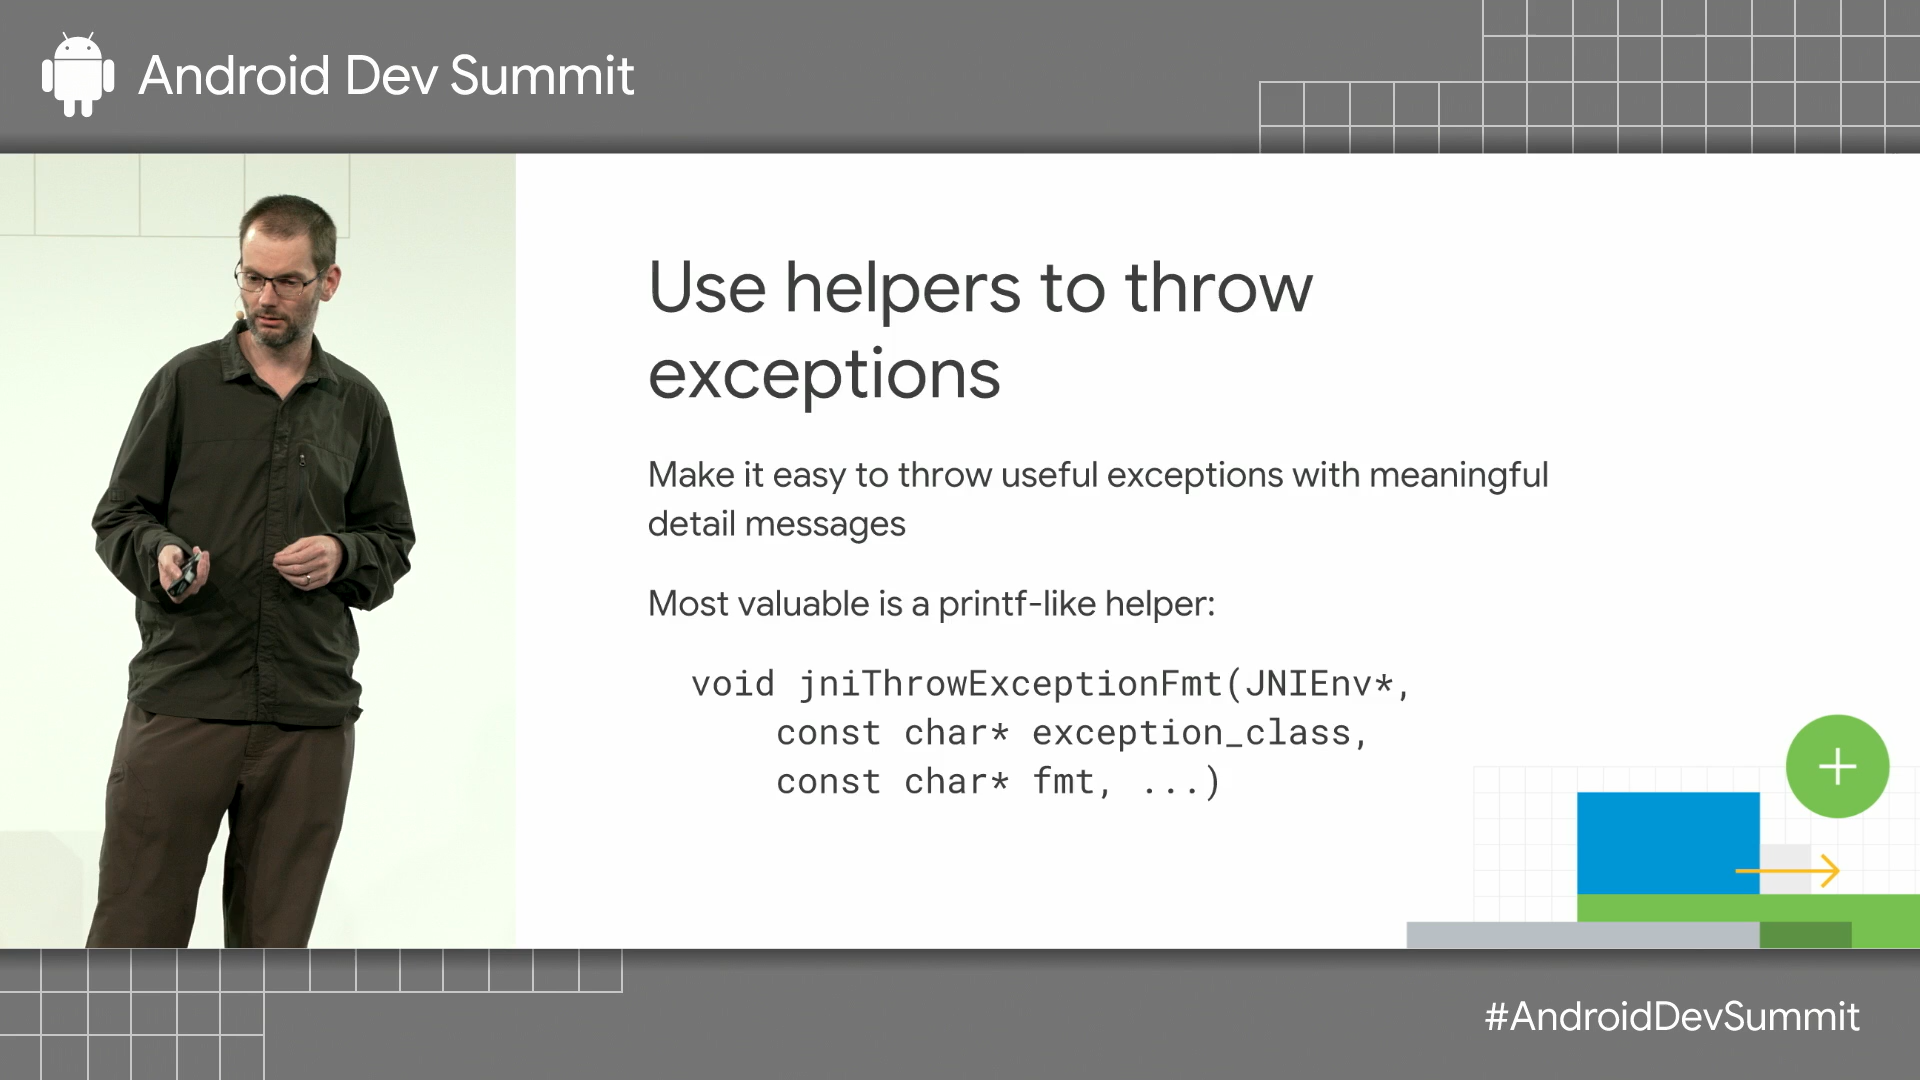 Android Dev Summit
Use helpers to throw
exceptions
Make it easy to throw useful exceptions with meaningful
detail messages
Most valuable is a printf-like helper:
void jniThrowExceptionFmt(JNIEnv*,
const char* exception_class,
const char* fmt, ...)
#AndroidDevSummit